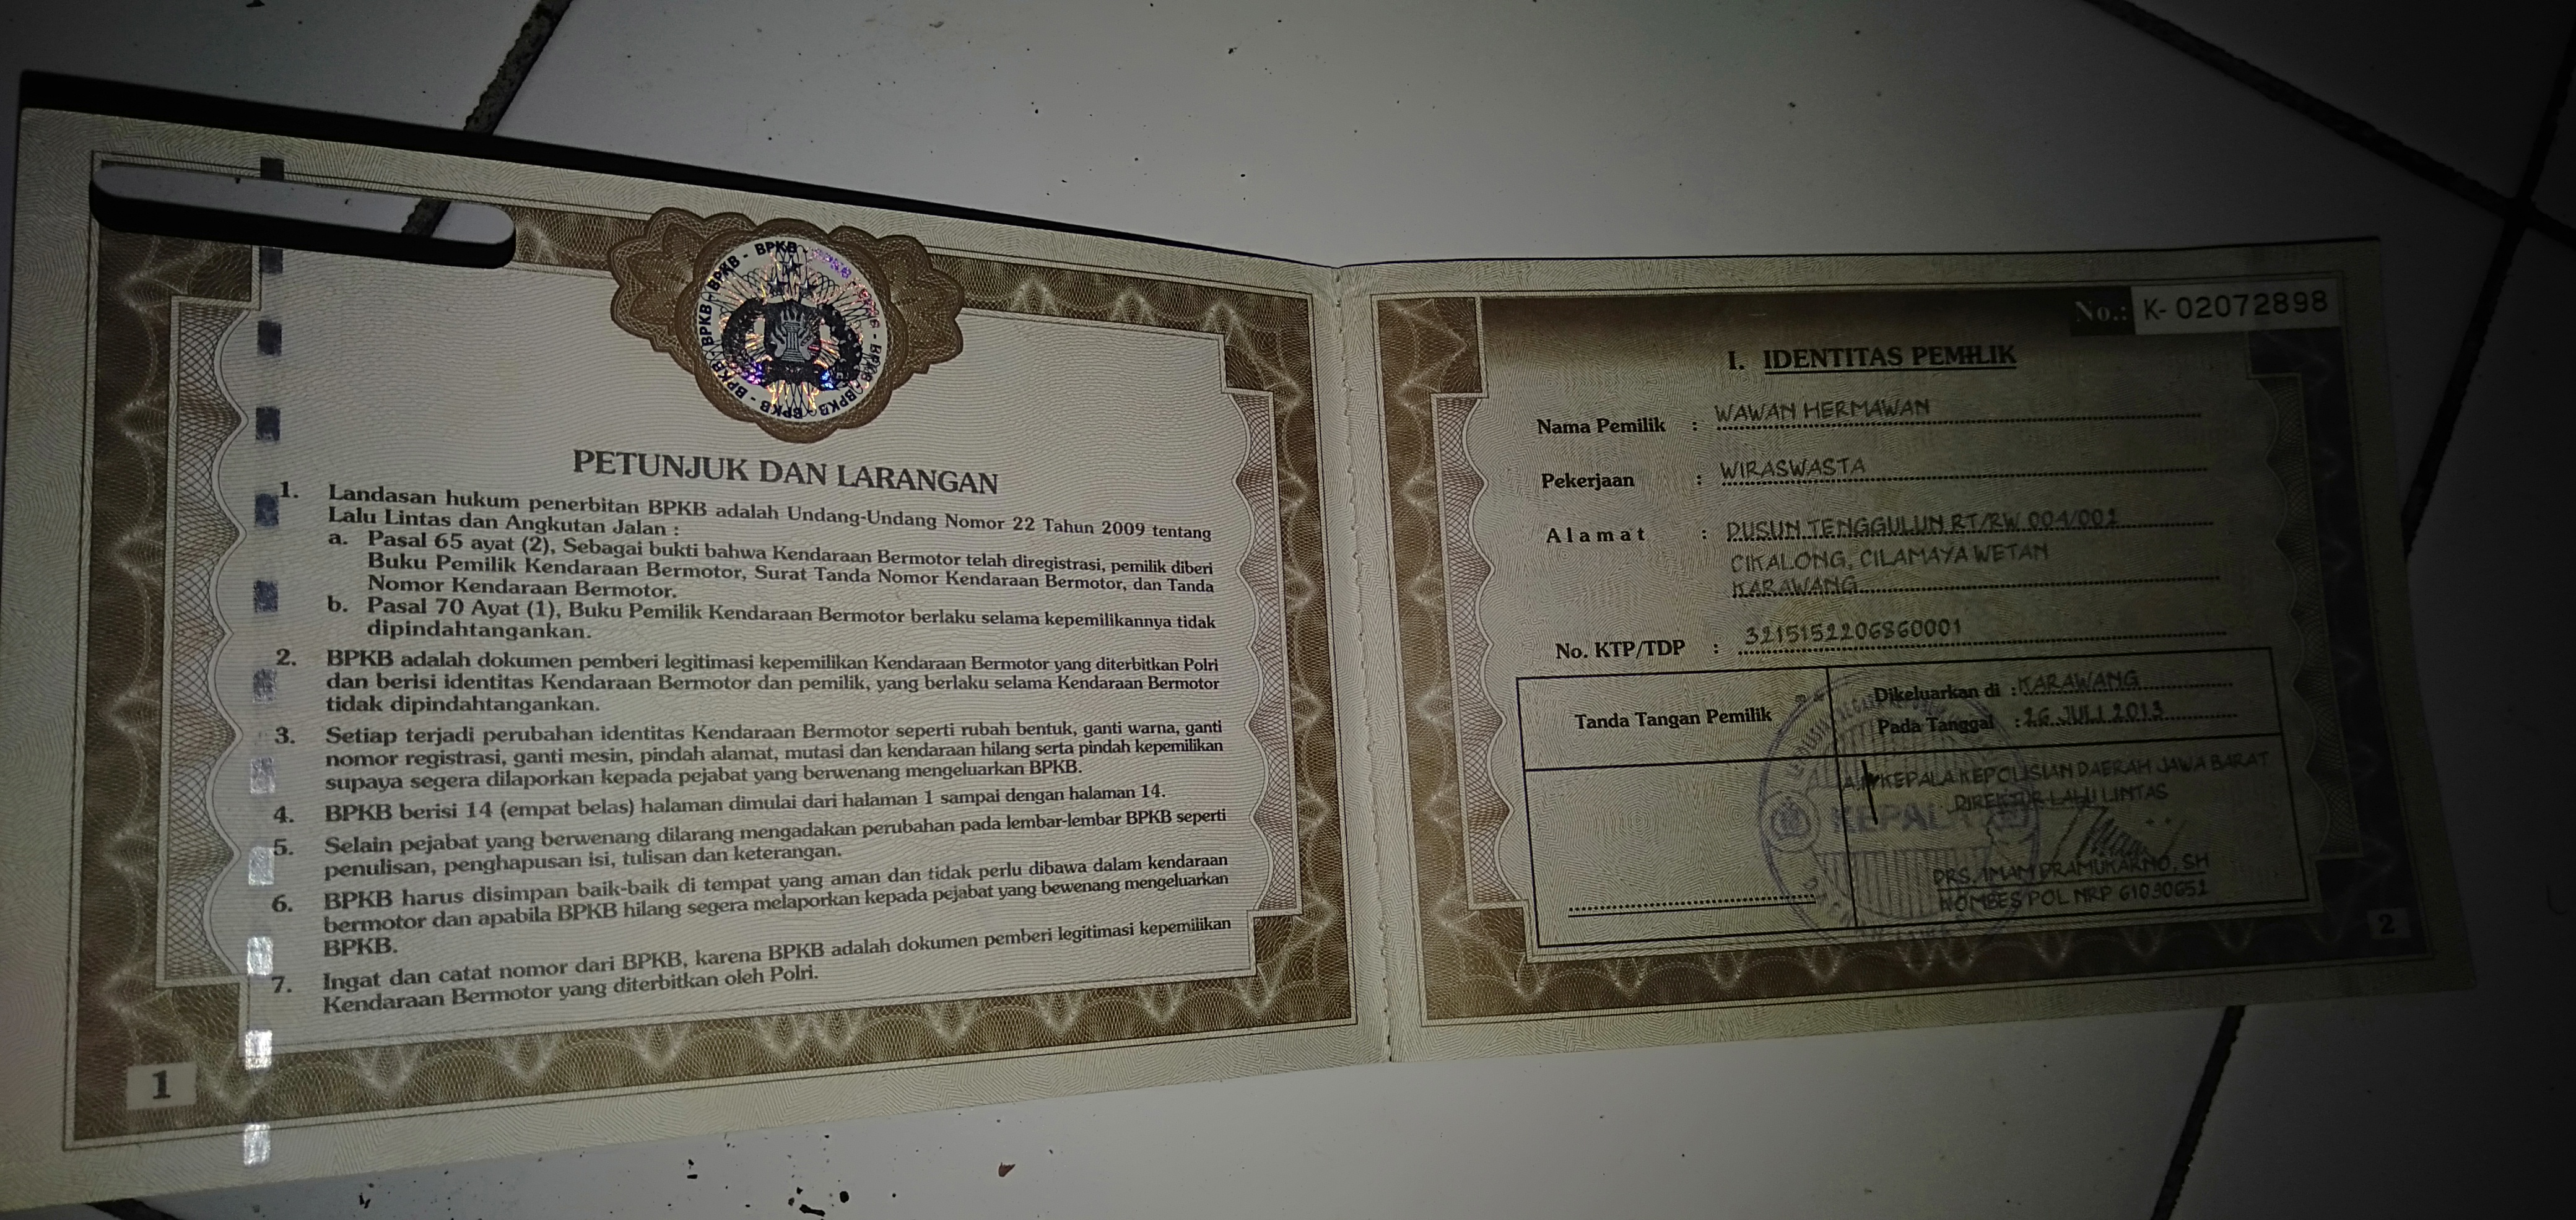 BPKB - BPKB - BPKB - BPKB - BPKB - BPKB - BPKB - BPKB
PETUNJUK DAN LARANGAN
1. Landasan hukum penerbitan BPKB adalah Undang-Undang Nomor 22 Tahun 2009 tentang
Lalu Lintas dan Angkutan Jalan :
a. Pasal 65 ayat (2), Sebagai bukti bahwa Kendaraan Bermotor telah diregistrasi, pemilik diberi
Buku Pemilik Kendaraan Bermotor, Surat Tanda Nomor Kendaraan Bermotor, dan Tanda
Nomor Kendaraan Bermotor.
b. Pasal 70 Ayat (1), Buku Pemilik Kendaraan Bermotor berlaku selama kepemilikannya tidak
dipindahtangankan.
2. BPKB adalah dokumen pemberi legitimasi kepemilikan Kendaraan Bermotor yang diterbitkan Polri
dan berisi identitas Kendaraan Bermotor dan pemilik, yang berlaku selama Kendaraan Bermotor
tidak dipindahtangankan.
3. Setiap terjadi perubahan identitas Kendaraan Bermotor seperti rubah bentuk, ganti warna, ganti
nomor registrasi, ganti mesin, pindah alamat, mutasi dan kendaraan hilang serta pindah kepemilikan
supaya segera dilaporkan kepada pejabat yang berwenang mengeluarkan BPKB.
4. BPKB berisi 14 (empat belas) halaman dimulai dari halaman 1 sampai dengan halaman 14.
5. Selain pejabat yang berwenang dilarang mengadakan perubahan pada lembar-lembar BPKB seperti
penulisan, penghapusan isi, tulisan dan keterangan.
6. BPKB harus disimpan baik-baik di tempat yang aman dan tidak perlu dibawa dalam kendaraan
bermotor dan apabila BPKB hilang segera melaporkan kepada pejabat yang bewenang mengeluarkan
BPKB.
7. Ingat dan catat nomor dari BPKB, karena BPKB adalah dokumen pemberi legitimasi kepemilikan
Kendaraan Bermotor yang diterbitkan oleh Polri.
1
No.: K- 02072898
I. IDENTITAS PEMILIK
Nama Pemilik : WAWAN HERMAWAN
Pekerjaan : WIRASWASTA
Alamat : DUSUN TENGGULUN RT/RW 004/001
CIKALONG, CILAMAYA WETAN
KARAWANG
No. KTP/TDP : 3215152206860001
Tanda Tangan Pemilik
Dikeluarkan di : KARAWANG
Pada Tanggal : 26 JULI 2013
A.N KEPALA KEPOLISIAN DAERAH JAWA BARAT
DIREKTUR LALU LINTAS
KEPALA
DRS. IMAM PRAMUKARNO, SH
KOMBES POL NRP 61030651
2